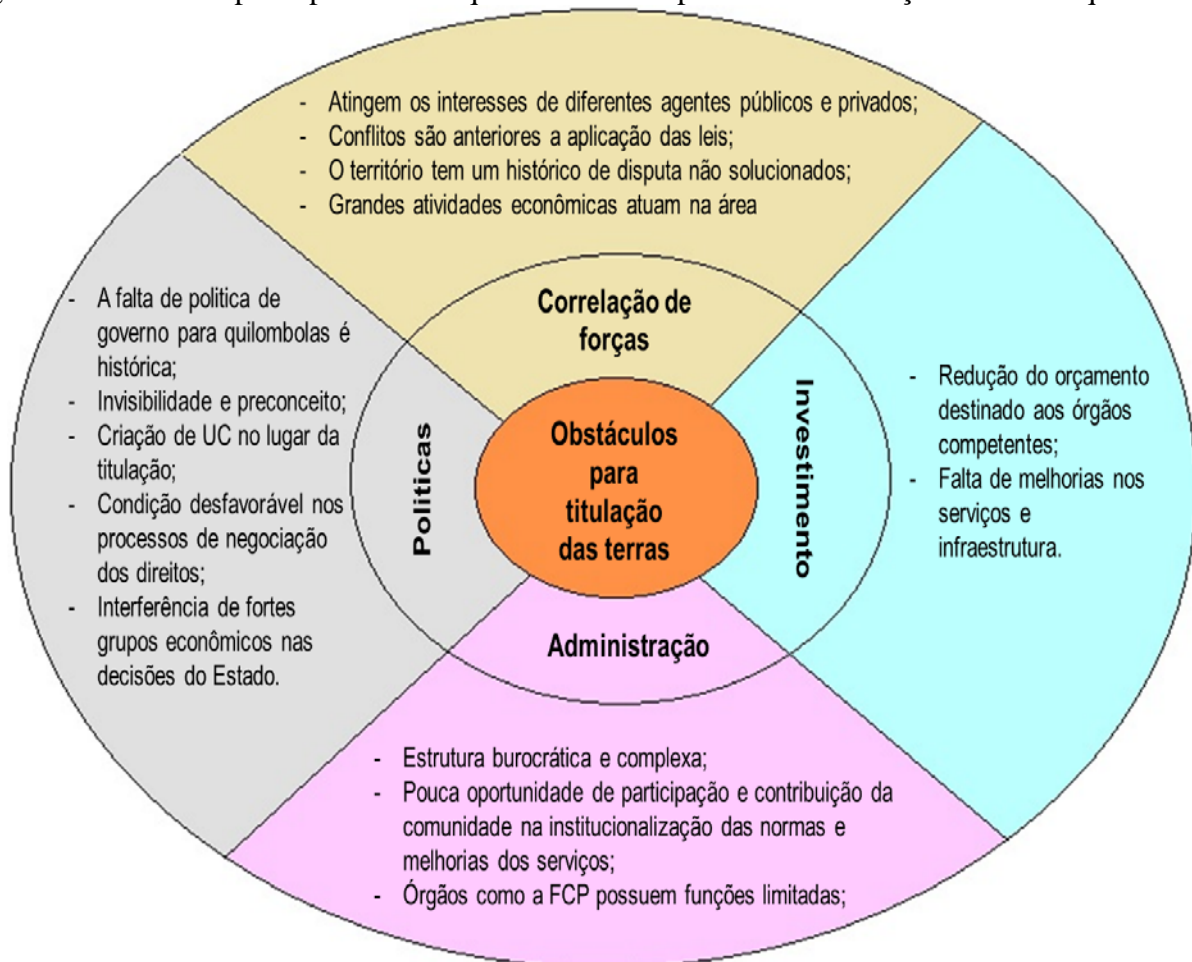 - Atingem os interesses de diferentes agentes públicos e privados;
- Conflitos são anteriores a aplicação das leis;
- O território tem um histórico de disputa não solucionados;
- Grandes atividades econômicas atuam na área
Correlação de
forças
- A falta de politica de
governo para quilombolas é
histórica;
- Invisibilidade e preconceito;
- Criação de UC no lugar da
titulação;
- Condição desfavorável nos
processos de negociação
dos direitos;
- Interferência de fortes
grupos econômicos nas
decisões do Estado.
Politicas
Obstáculos
para
titulação
das terras
Investimento
- Redução do orçamento
destinado aos órgãos
competentes;
- Falta de melhorias nos
serviços e
infraestrutura.
Administração
- Estrutura burocrática e complexa;
- Pouca oportunidade de participação e contribuição da
comunidade na institucionalização das normas e
melhorias dos serviços;
- Órgãos como a FCP possuem funções limitadas;